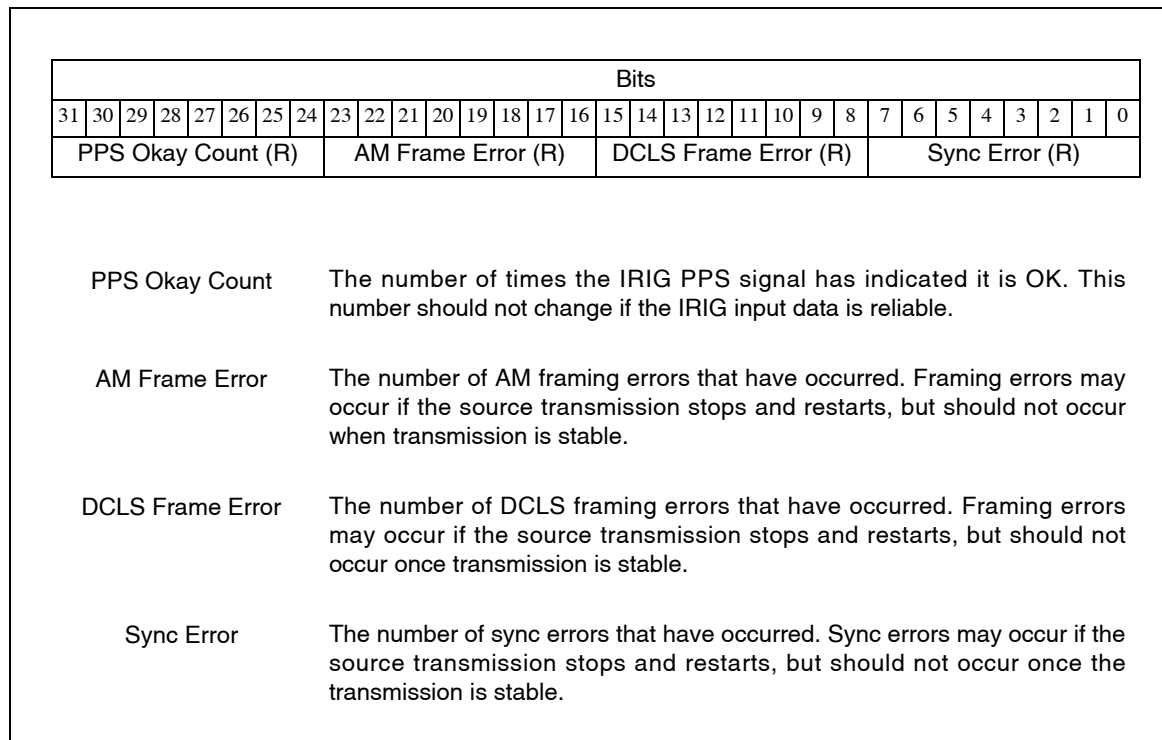 Bits
31 30 29 28 27 26 25 24 23 22 21 20 19 18 17 16 15 14 13 12 11 10 9 8 7 6 5 4 3 2 1 0
PPS Okay Count (R) AM Frame Error (R) DCLS Frame Error (R) Sync Error (R)
PPS Okay Count The number of times the IRIG PPS signal has indicated it is OK. This
number should not change if the IRIG input data is reliable.
AM Frame Error The number of AM framing errors that have occurred. Framing errors may
occur if the source transmission stops and restarts, but should not occur
when transmission is stable.
DCLS Frame Error The number of DCLS framing errors that have occurred. Framing errors
may occur if the source transmission stops and restarts, but should not
occur once transmission is stable.
Sync Error The number of sync errors that have occurred. Sync errors may occur if the
source transmission stops and restarts, but should not occur once the
transmission is stable.